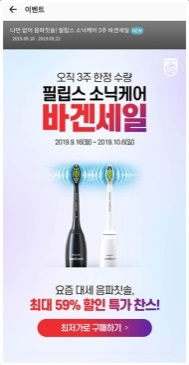 ← 이벤트
나만 없어 음파칫솔! 필립스 소닉케어 3주 바겐세일
2019.09.16 - 2019.09.22
오직 3주 한정 수량
필립스 소닉케어
바겐세일
2019.9.16(월) ~ 2019.10.6(일)
요즘 대세 음파칫솔,
최대 59% 할인 특가 찬스!
최저가로 구매하기 >